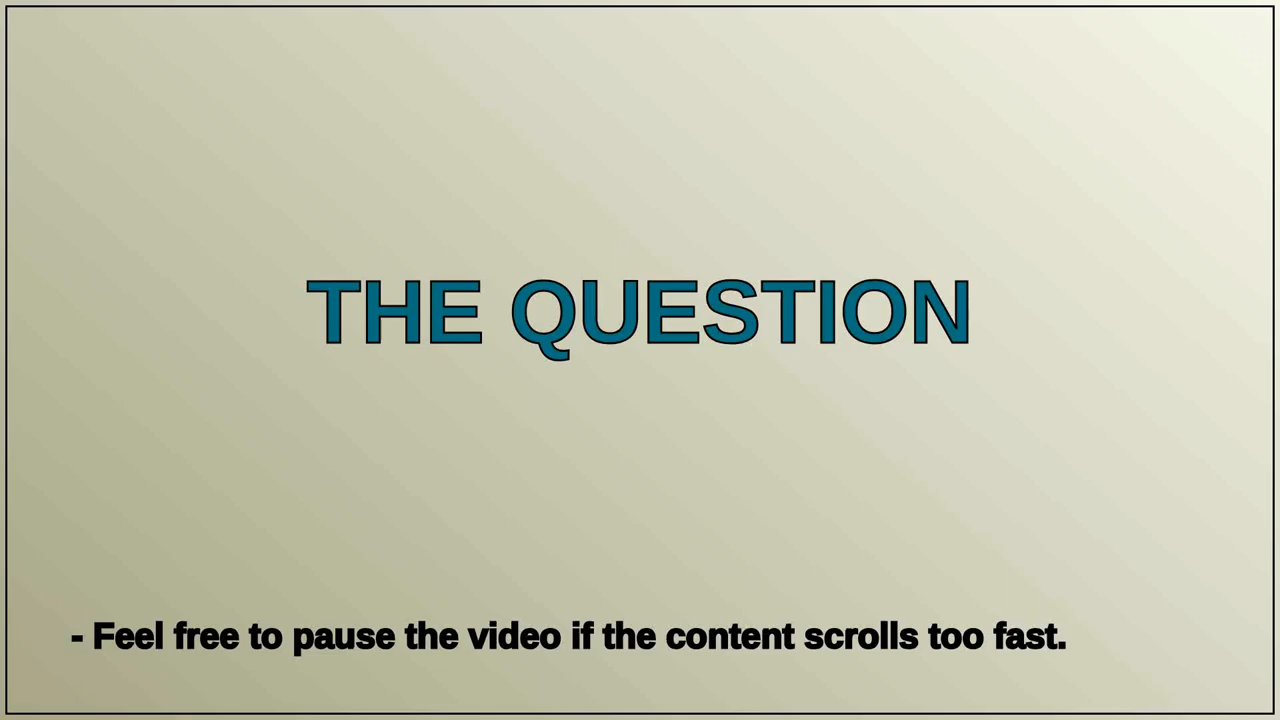 THE QUESTION
- Feel free to pause the video if the content scrolls too fast.